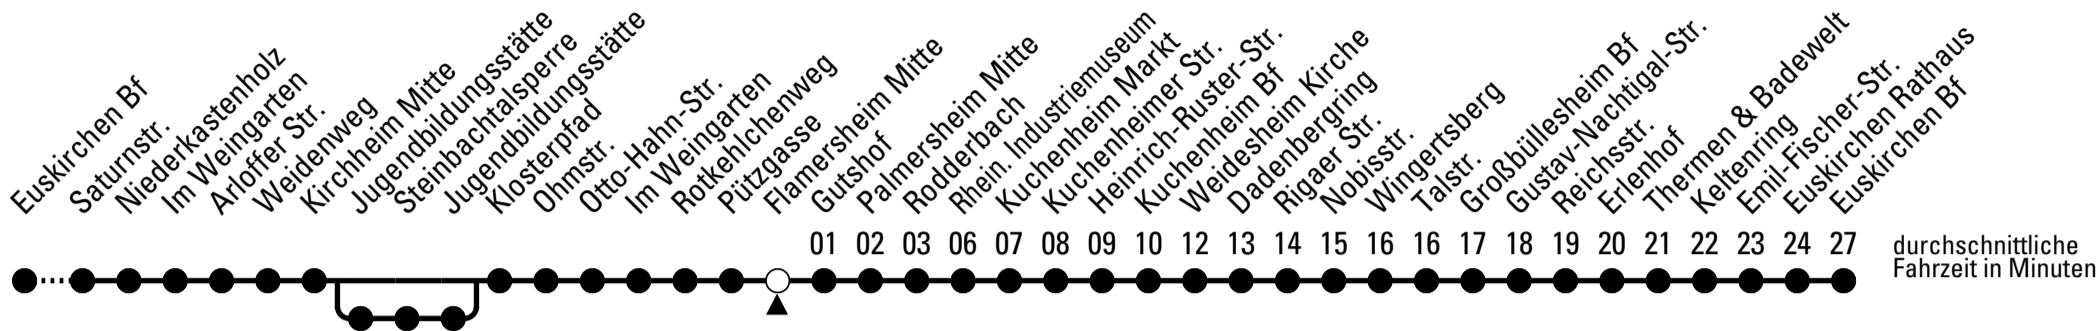 Euskirchen Bf
Saturnstr.
Niederkastenholz
Im Weingarten
Arloffer Str.
Weidenweg
Kirchheim Mitte
Jugendbildungsstätte
Steinbachtalsperre
Jugendbildungsstätte
Klosterpfad
Ohmstr.
Otto-Hahn-Str.
Im Weingarten
Rotkehlchenweg
Pützgasse
Flamersheim Mitte
Gutshof
Palmersheim Mitte
Rodderbach
Rhein. Industriemuseum
Kuchenheim Markt
Kuchenheimer Str.
Heinrich-Ruster-Str.
Kuchenheim Bf
Weidesheim Kirche
Dadenbergring
Rigaer Str.
Nobisstr.
Wingertsberg
Talstr.
Großbüllesheim Bf
Gustav-Nachtigal-Str.
Reichsstr.
Erlenhof
Thermen & Badewelt
Keltenring
Emil-Fischer-Str.
Euskirchen Rathaus
Euskirchen Bf
01 02 03 06 07 08 09 10 12 13 14 15 16 16 17 18 19 20 21 22 23 24 27
durchschnittliche
Fahrzeit in Minuten